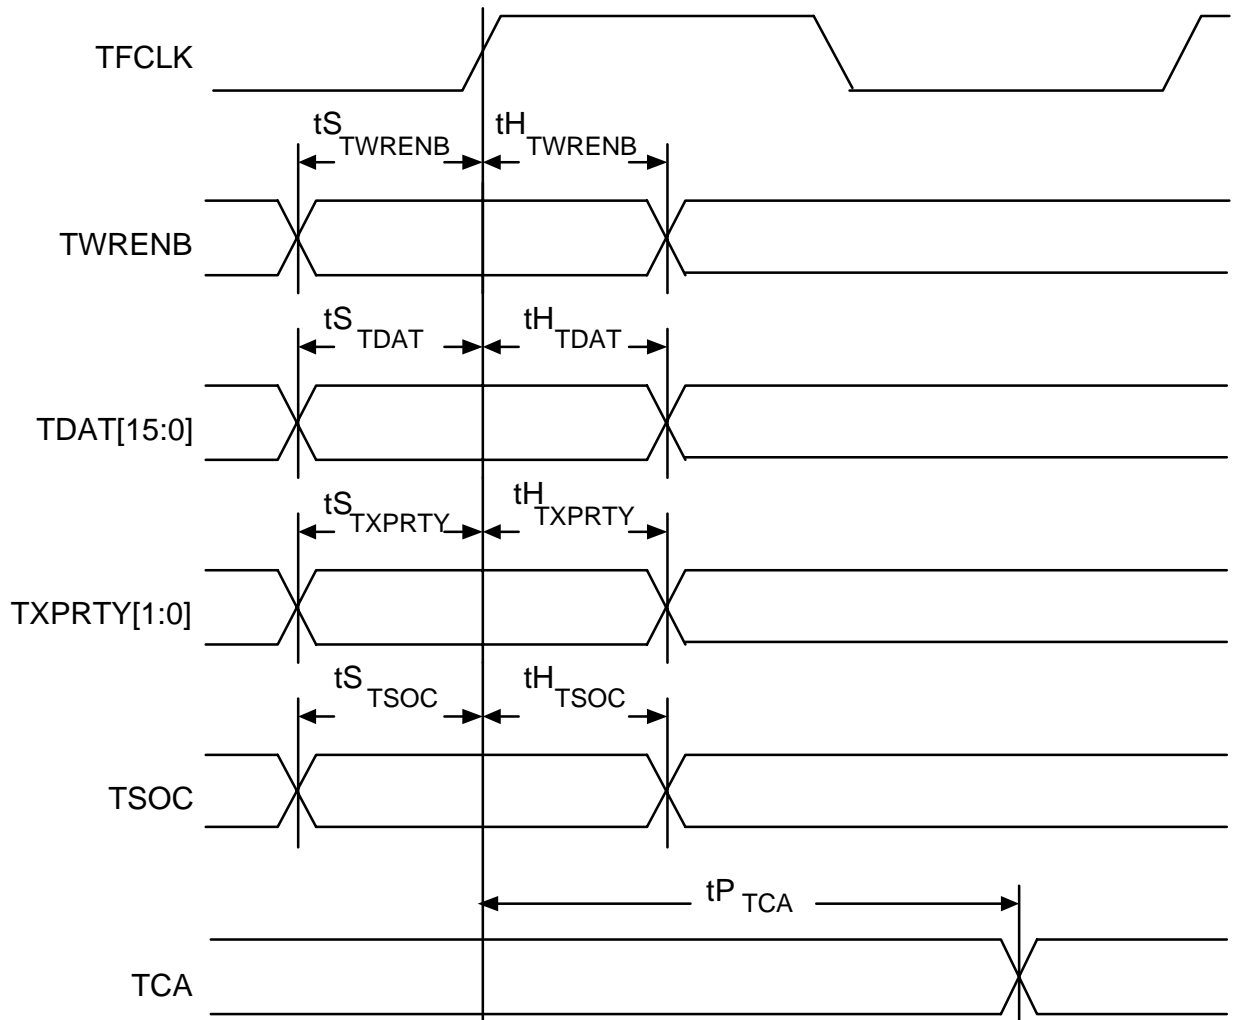 TFCLK
tS TWRENB
tH TWRENB
TWRENB
tS TDAT
tH TDAT
TDAT[15:0]
tS TXPRTY
tH TXPRTY
TXPRTY[1:0]
tS TSOC
tH TSOC
TSOC
tP TCA
TCA